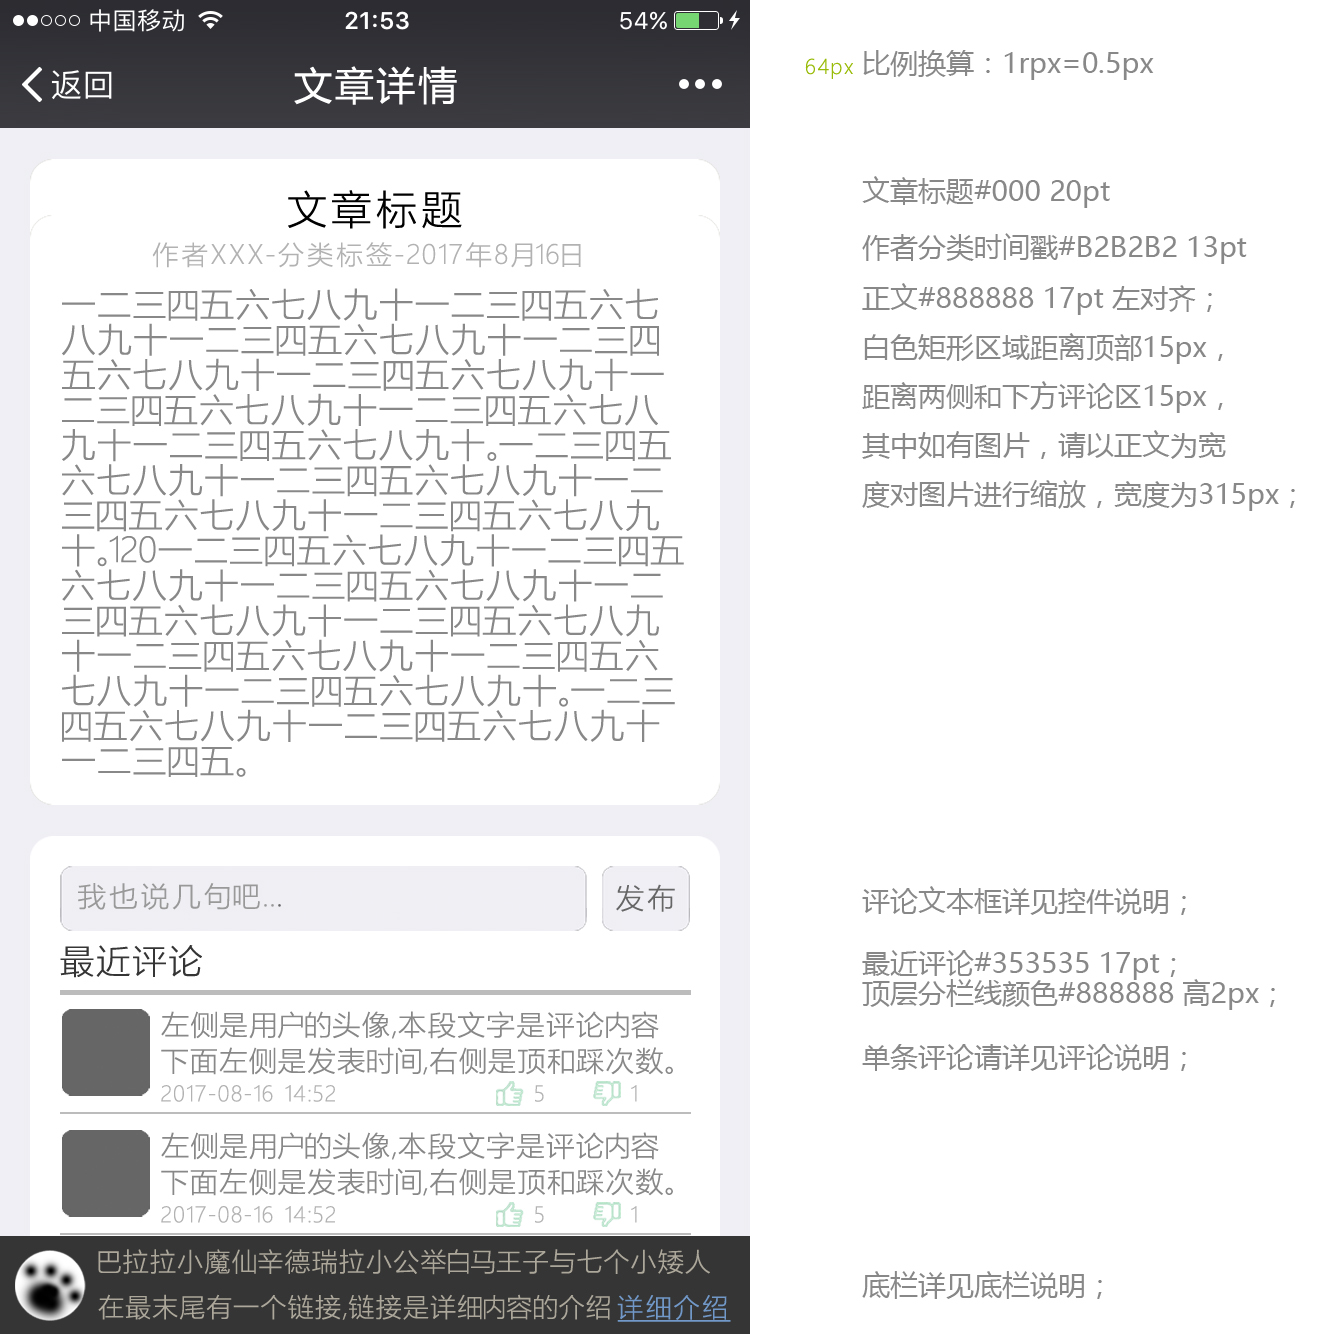 中国移动 21:53 54%
返回 文章详情
64px 比例换算：1rpx=0.5px
文章标题
作者XXX-分类标签-2017年8月16日
一二三四五六七八九十一二三四五六七
八九十一二三四五六七八九十一二三四
五六七八九十一二三四五六七八九十一
二三四五六七八九十一二三四五六七八
九十一二三四五六七八九十。一二三四五
六七八九十一二三四五六七八九十一二
三四五六七八九十一二三四五六七八九
十。120一二三四五六七八九十一二三四五
六七八九十一二三四五六七八九十一二
三四五六七八九十一二三四五六七八九
十一二三四五六七八九十一二三四五六
七八九十一二三四五六七八九十。一二三
四五六七八九十一二三四五六七八九十
一二三四五。
文章标题#000 20pt
作者分类时间戳#B2B2B2 13pt
正文#888888 17pt 左对齐；
白色矩形区域距离顶部15px，
距离两侧和下方评论区15px，
其中如有图片，请以正文为宽
度对图片进行缩放，宽度为315px；
我也说几句吧... 发布
最近评论
左侧是用户的头像,本段文字是评论内容
下面左侧是发表时间,右侧是顶和踩次数。
2017-08-16 14:52 5 1
左侧是用户的头像,本段文字是评论内容
下面左侧是发表时间,右侧是顶和踩次数。
2017-08-16 14:52 5 1
评论文本框详见控件说明；
最近评论#353535 17pt；
顶层分栏线颜色#888888 高2px；
单条评论请详见评论说明；
巴拉拉小魔仙辛德瑞拉小公举白马王子与七个小矮人
在最末尾有一个链接,链接是详细内容的介绍 详细介绍
底栏详见底栏说明；